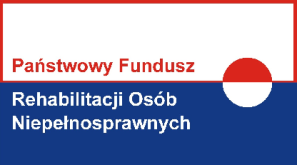 Państwowy Fundusz
Rehabilitacji Osób
Niepełnosprawnych